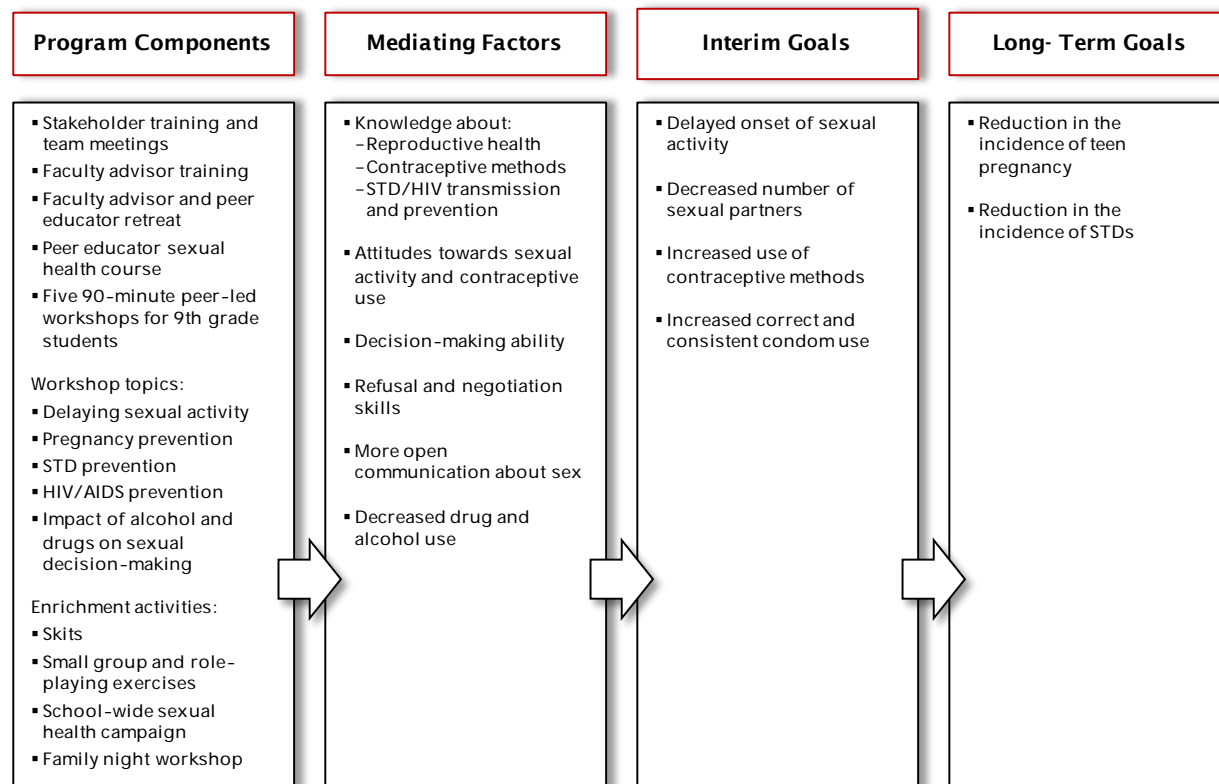 Program Components
Stakeholder training and
team meetings
Faculty advisor training
Faculty advisor and peer
educator retreat
Peer educator sexual
health course
Five 90-minute peer-led
workshops for 9th grade
students
Workshop topics:
Delaying sexual activity
Pregnancy prevention
STD prevention
HIV/AIDS prevention
Impact of alcohol and
drugs on sexual
decision-making
Enrichment activities:
Skits
Small group and role-
playing exercises
School-wide sexual
health campaign
Family night workshop
Mediating Factors
Knowledge about:
–Reproductive health
–Contraceptive methods
–STD/HIV transmission
and prevention
Attitudes towards sexual
activity and contraceptive
use
Decision-making ability
Refusal and negotiation
skills
More open
communication about sex
Decreased drug and
alcohol use
Interim Goals
Delayed onset of sexual
activity
Decreased number of
sexual partners
Increased use of
contraceptive methods
Increased correct and
consistent condom use
Long- Term Goals
Reduction in the
incidence of teen
pregnancy
Reduction in the
incidence of STDs